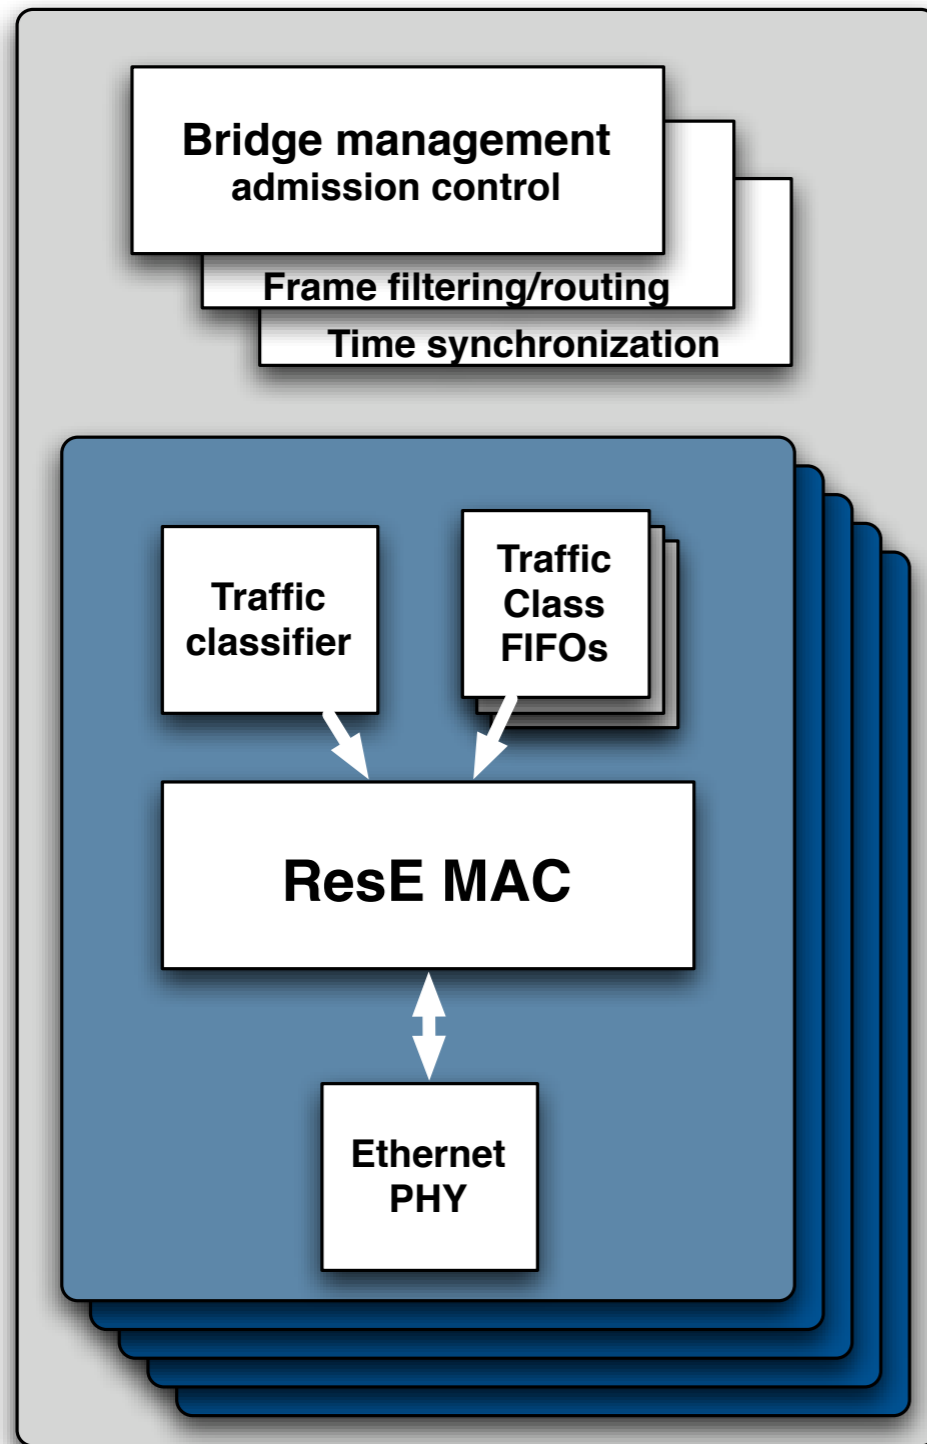 Bridge management
admission control
Frame filtering/routing
Time synchronization
Traffic
classifier
Traffic
Class
FIFOs
ResE MAC
Ethernet
PHY